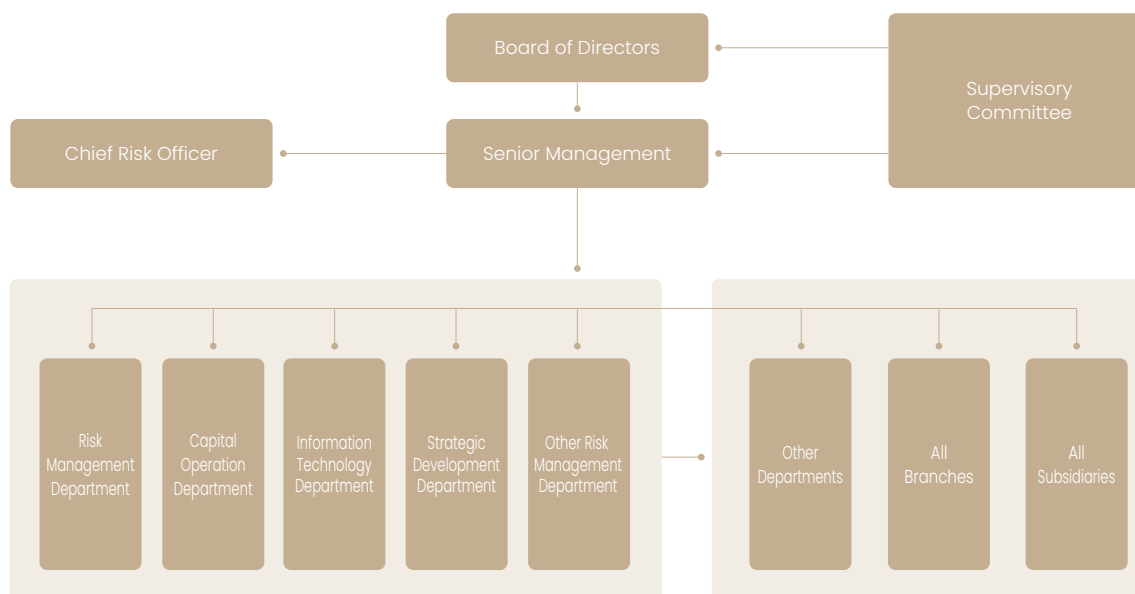 Board of Directors
Supervisory
Committee
Chief Risk Officer
Senior Management
Risk
Management
Department
Capital
Operation
Department
Information
Technology
Department
Strategic
Development
Department
Other Risk
Management
Department
Other
Departments
All
Branches
All
Subsidiaries